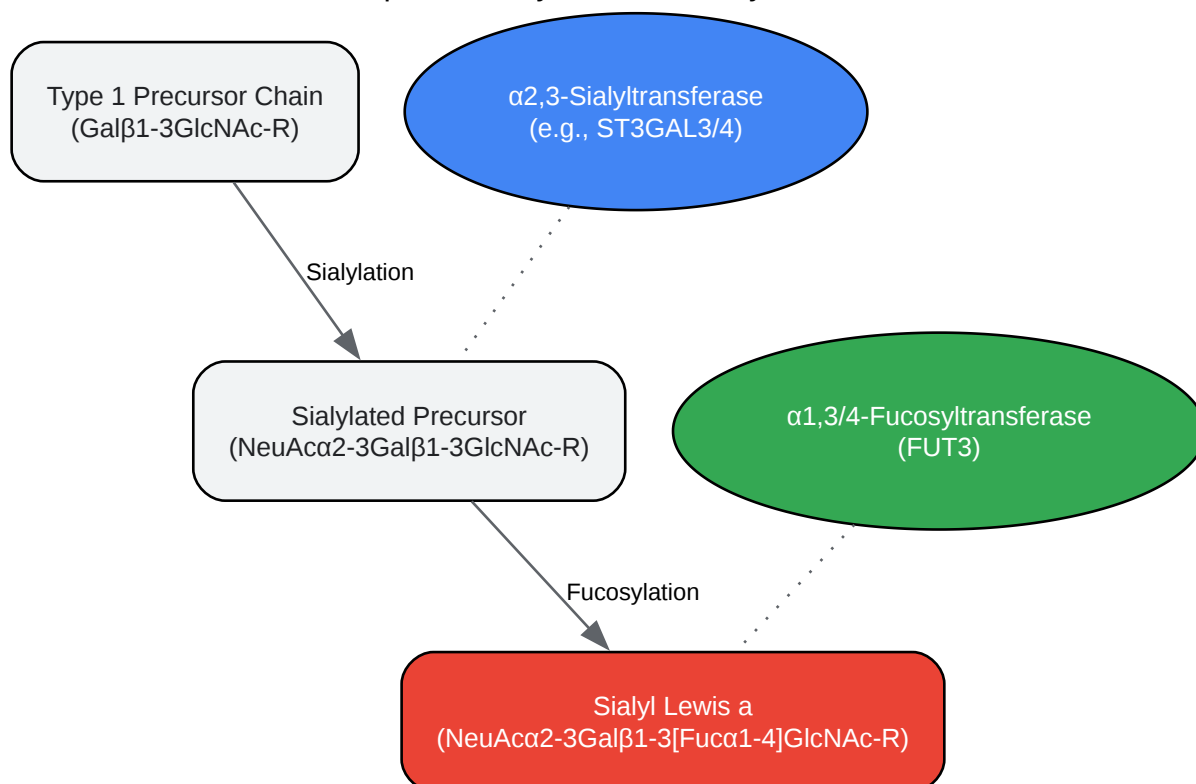 Type 1 Precursor Chain
(Galβ1-3GlcNAc-R)
α2,3-Sialyltransferase
(e.g., ST3GAL3/4)
Sialylation
Sialylated Precursor
(NeuAcα2-3Galβ1-3GlcNAc-R)
α1,3/4-Fucosyltransferase
(FUT3)
Fucosylation
Sialyl Lewis a
(NeuAcα2-3Galβ1-3[Fucα1-4]GlcNAc-R)